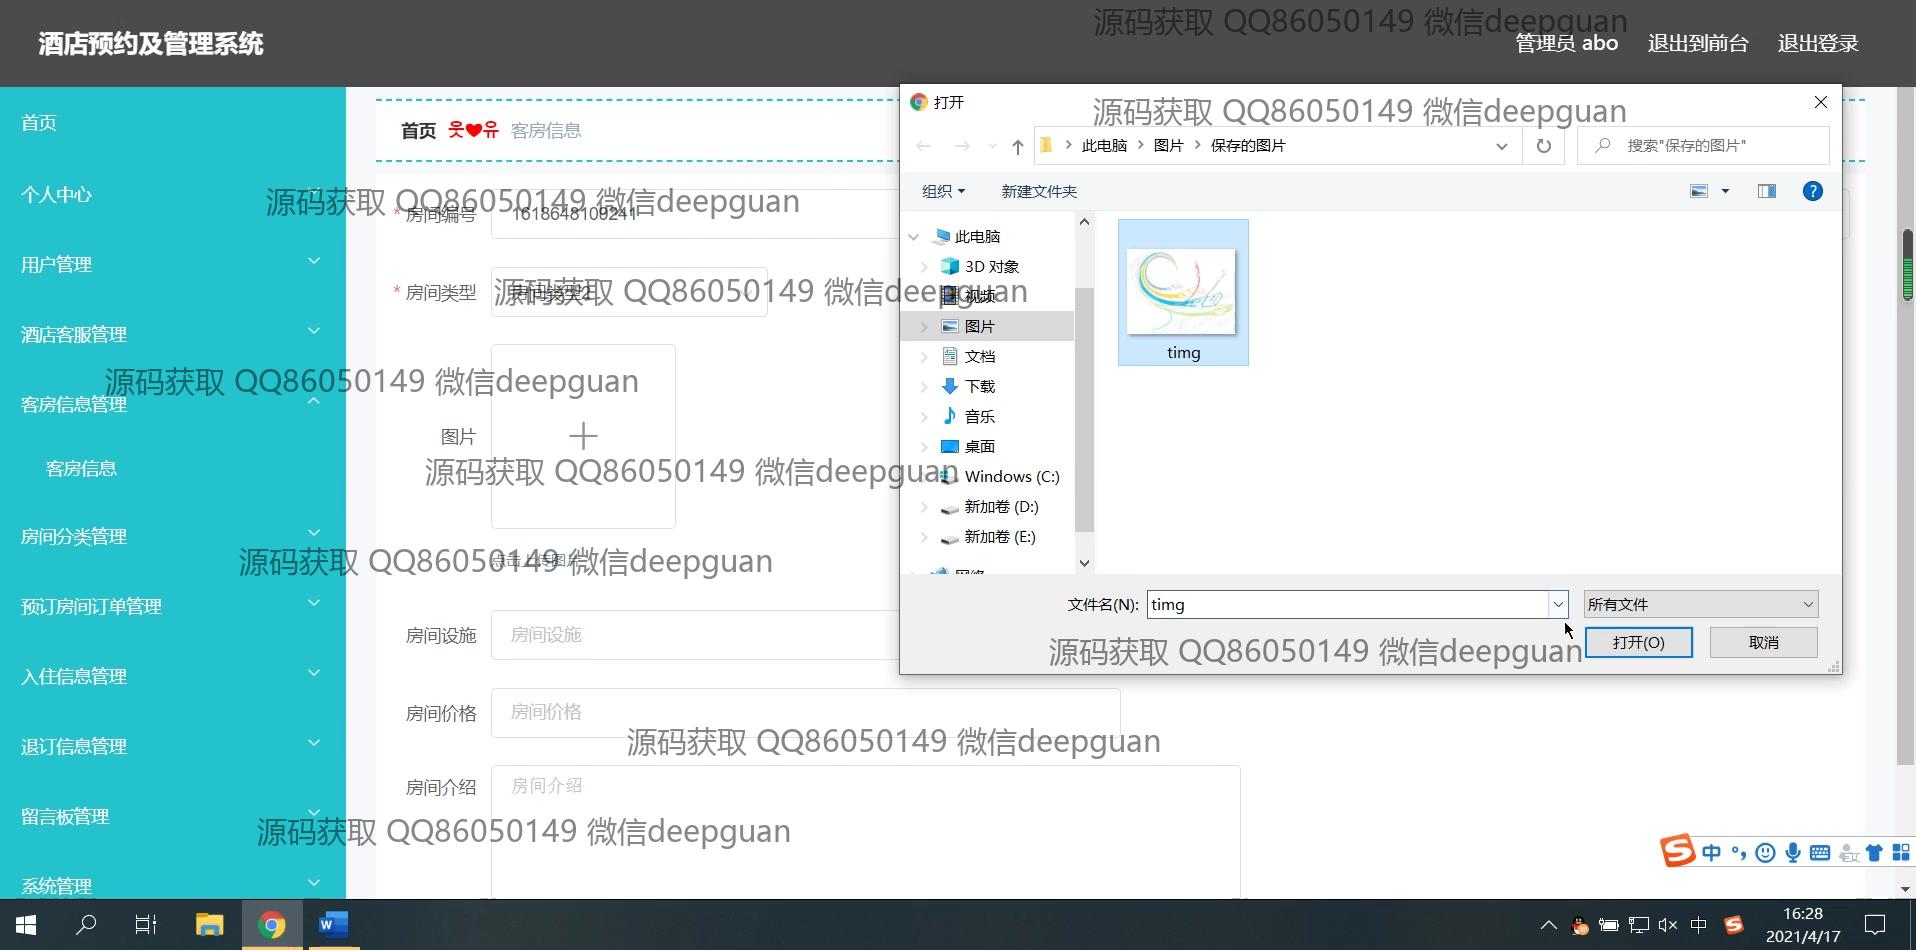 酒店预约及管理系统
源码获取 QQ86050149 微信deepguan
管理员 abo
退出到前台
退出登录
首页
个人中心
用户管理
酒店客服管理
客房信息管理
客房信息
房间分类管理
预订房间订单管理
入住信息管理
退订信息管理
留言板管理
系统管理
首页
客房信息
源码获取 QQ86050149 微信deepguan
* 房间编号
1618648109241
源码获取 QQ86050149 微信deepguan
* 房间类型
房间类型2
源码获取 QQ86050149 微信deepguan
图片
源码获取 QQ86050149 微信deepguan
点击上传图片
源码获取 QQ86050149 微信deepguan
房间设施
房间设施
房间价格
房间价格
源码获取 QQ86050149 微信deepguan
房间介绍
房间介绍
源码获取 QQ86050149 微信deepguan
打开
源码获取 QQ86050149 微信deepguan
此电脑
图片
保存的图片
搜索"保存的图片"
组织
新建文件夹
此电脑
3D 对象
视频
图片
文档
下载
音乐
桌面
Windows (C:)
新加卷 (D:)
新加卷 (E:)
网络
timg
文件名(N):
timg
所有文件
打开(O)
取消
源码获取 QQ86050149 微信deepguan
中
中
16:28
2021/4/17